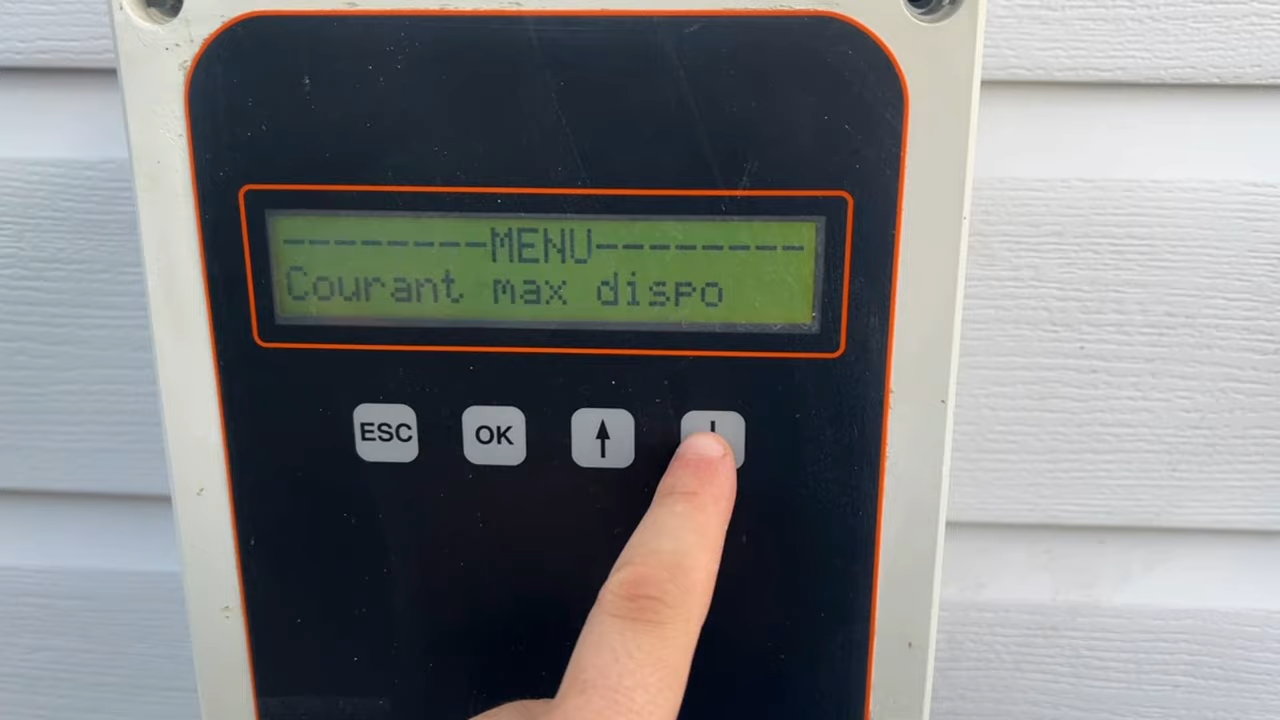 --------MENU--------
Courant max dispo
ESC OK ↑